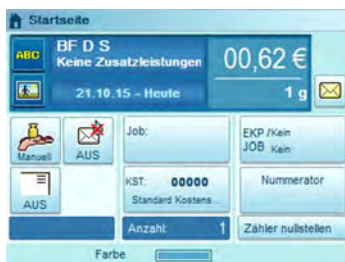 Startseite
ABC
BF D S
Keine Zusatzleistungen
00,62 €
21.10.15 – Heute
1 g
Manuell
AUS
Job:
EKP /Kein
JOB Kein
AUS
KST: 00000
Standard Kostens...
Nummerator
Anzahl: 1
Zähler nullstellen
Farbe